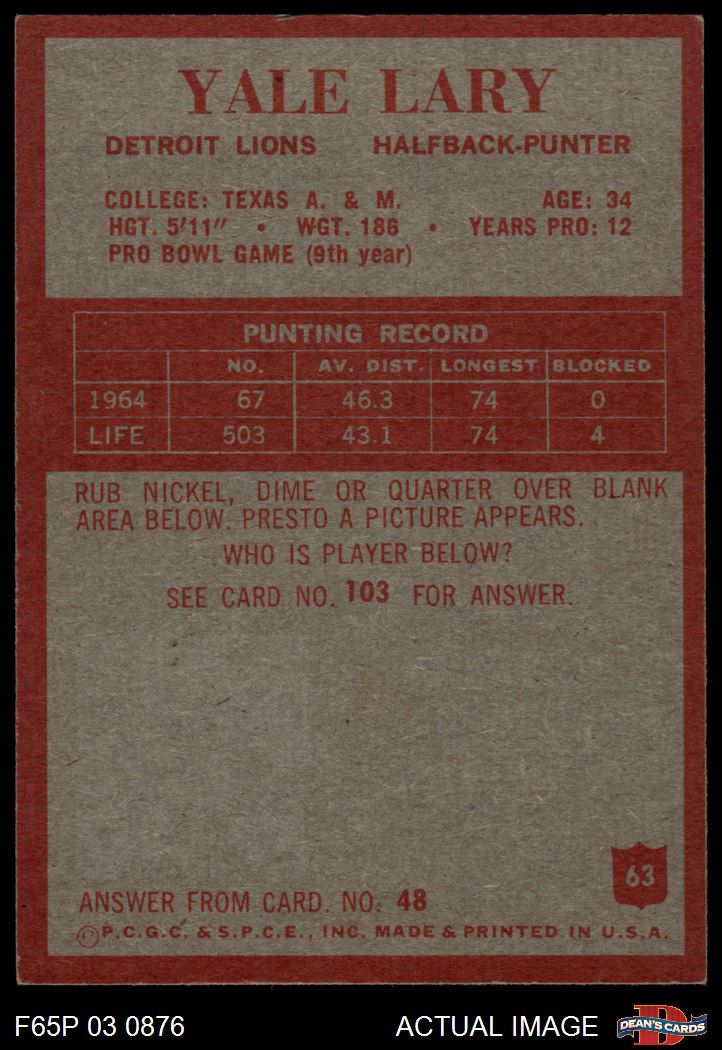 YALE LARY
DETROIT LIONS HALFBACK-PUNTER
COLLEGE: TEXAS A. & M. AGE: 34
HGT. 5'11" • WGT. 186 • YEARS PRO: 12
PRO BOWL GAME (9th year)
PUNTING RECORD
NO. AV. DIST. LONGEST BLOCKED
1964 67 46.3 74 0
LIFE 503 43.1 74 4
RUB NICKEL, DIME OR QUARTER OVER BLANK
AREA BELOW. PRESTO A PICTURE APPEARS.
WHO IS PLAYER BELOW?
SEE CARD NO. 103 FOR ANSWER.
63
ANSWER FROM CARD. NO. 48
P.C.G.C. & S.P.C.E., INC. MADE & PRINTED IN U.S.A.
F65P 03 0876 ACTUAL IMAGE D DEAN'S CARDS